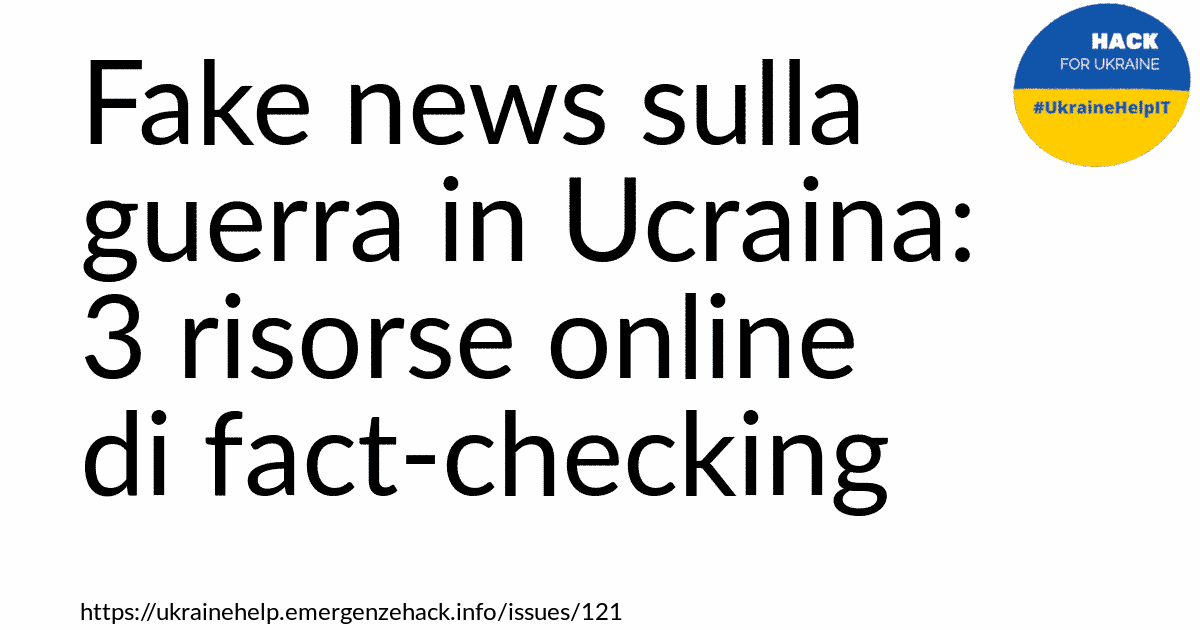 HACK
FOR UKRAINE
#UkraineHelpIT
Fake news sulla
guerra in Ucraina:
3 risorse online
di fact-checking
https://ukrainehelp.emergenzehack.info/issues/121